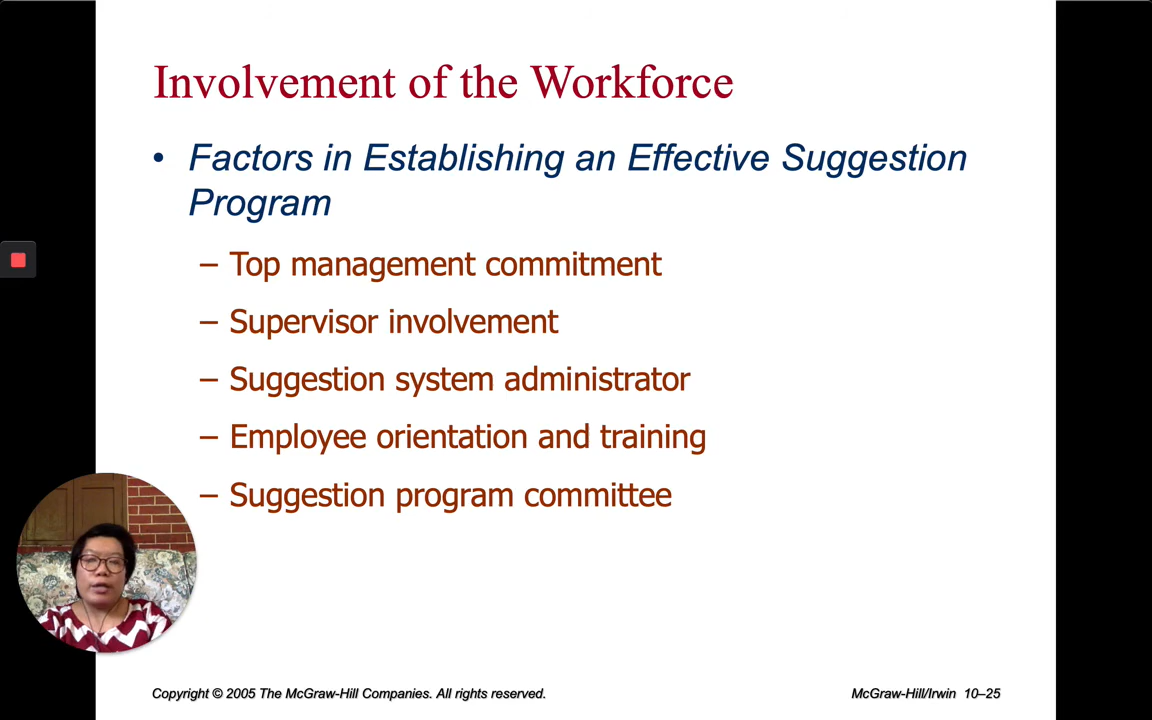 Involvement of the Workforce
• Factors in Establishing an Effective Suggestion
Program
– Top management commitment
– Supervisor involvement
– Suggestion system administrator
– Employee orientation and training
– Suggestion program committee
Copyright © 2005 The McGraw-Hill Companies. All rights reserved.
McGraw-Hill/Irwin 10–25